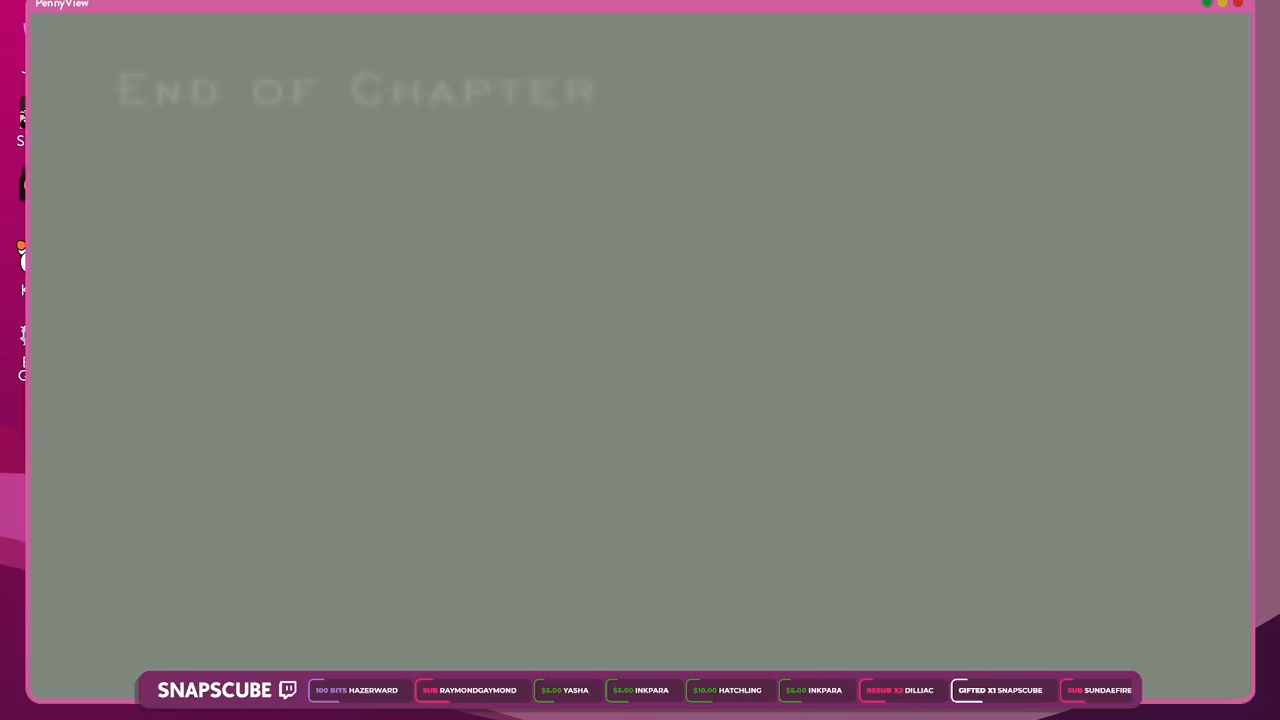 PennyView
End of Chapter
SNAPSCUBE
100 BITS HAZERWARD
SUB RAYMONDGAYMOND
$5.00 YASHA
$5.00 INKPARA
$10.00 HATCHLING
$5.00 INKPARA
RESUB X2 DILLIAC
GIFTED X1 SNAPSCUBE
SUB SUNDAEFIRE